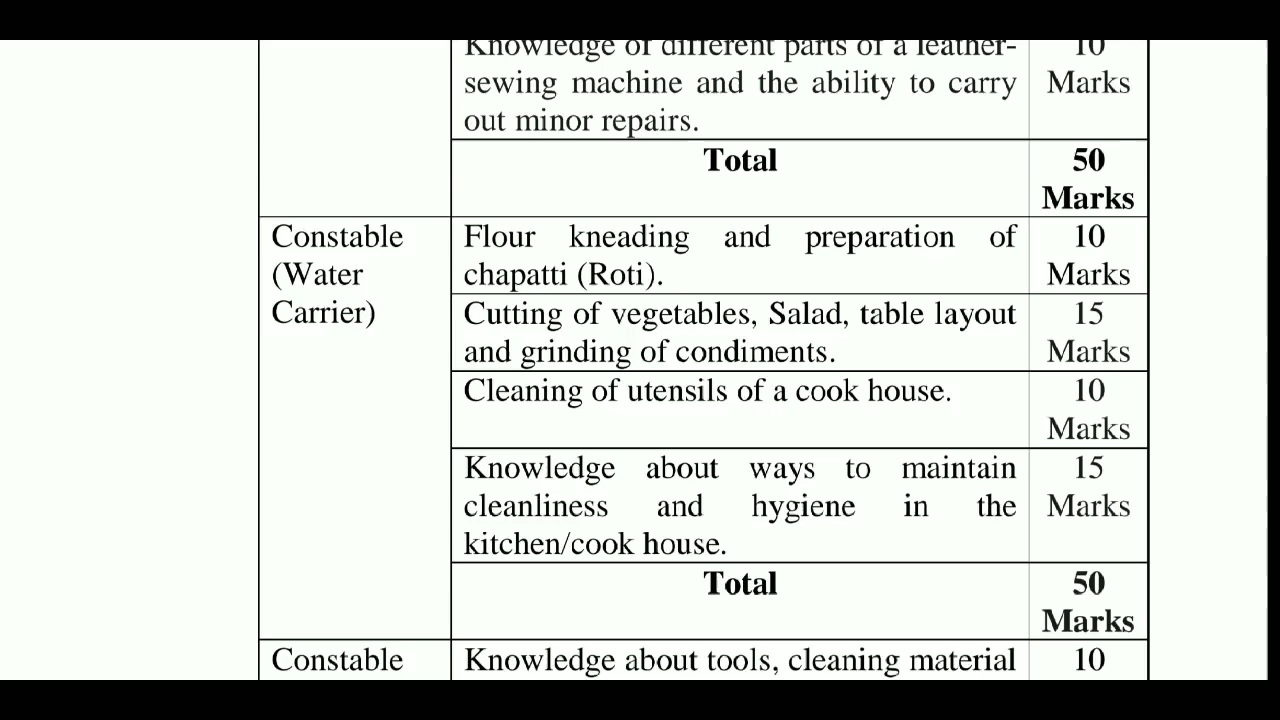 Knowledge of different parts of a leather- 10
sewing machine and the ability to carry Marks
out minor repairs.
Total 50
Marks
Constable Flour kneading and preparation of 10
(Water chapatti (Roti). Marks
Carrier) Cutting of vegetables, Salad, table layout 15
and grinding of condiments. Marks
Cleaning of utensils of a cook house. 10
Marks
Knowledge about ways to maintain 15
cleanliness and hygiene in the Marks
kitchen/cook house.
Total 50
Marks
Constable Knowledge about tools, cleaning material 10